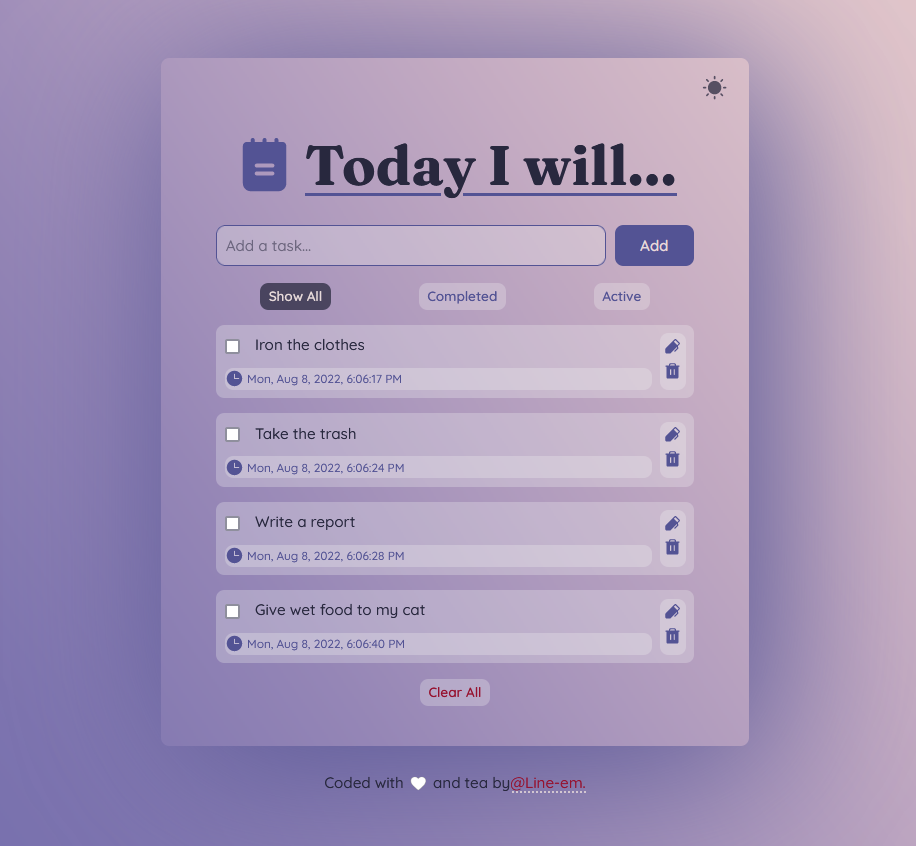 Today I will...
Add a task...
Add
Show All
Completed
Active
Iron the clothes
Mon, Aug 8, 2022, 6:06:17 PM
Take the trash
Mon, Aug 8, 2022, 6:06:24 PM
Write a report
Mon, Aug 8, 2022, 6:06:28 PM
Give wet food to my cat
Mon, Aug 8, 2022, 6:06:40 PM
Clear All
Coded with and tea by@Line-em.